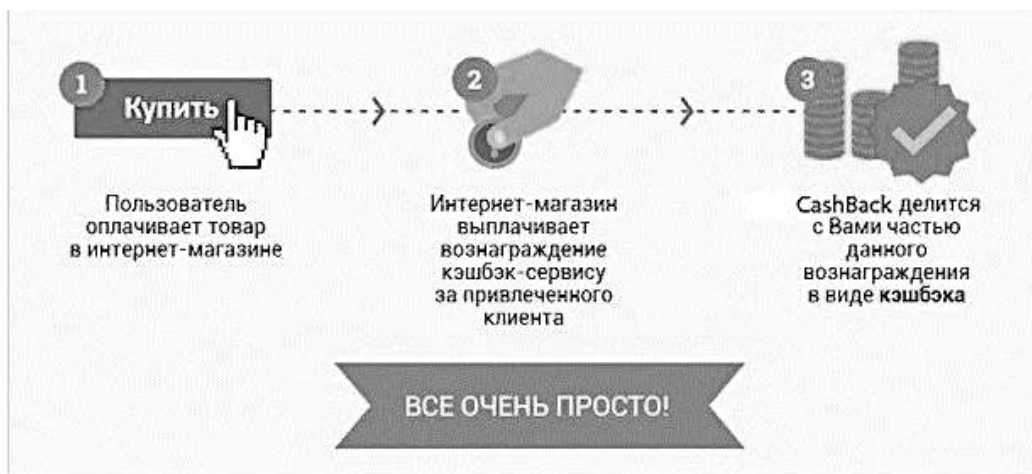 1
Купить
Пользователь
оплачивает товар
в интернет-магазине
2
Интернет-магазин
выплачивает
вознаграждение
кэшбэк-сервису
за привлеченного
клиента
3
CashBack делится
с Вами частью
данного
вознаграждения
в виде кэшбэка
ВСЕ ОЧЕНЬ ПРОСТО!